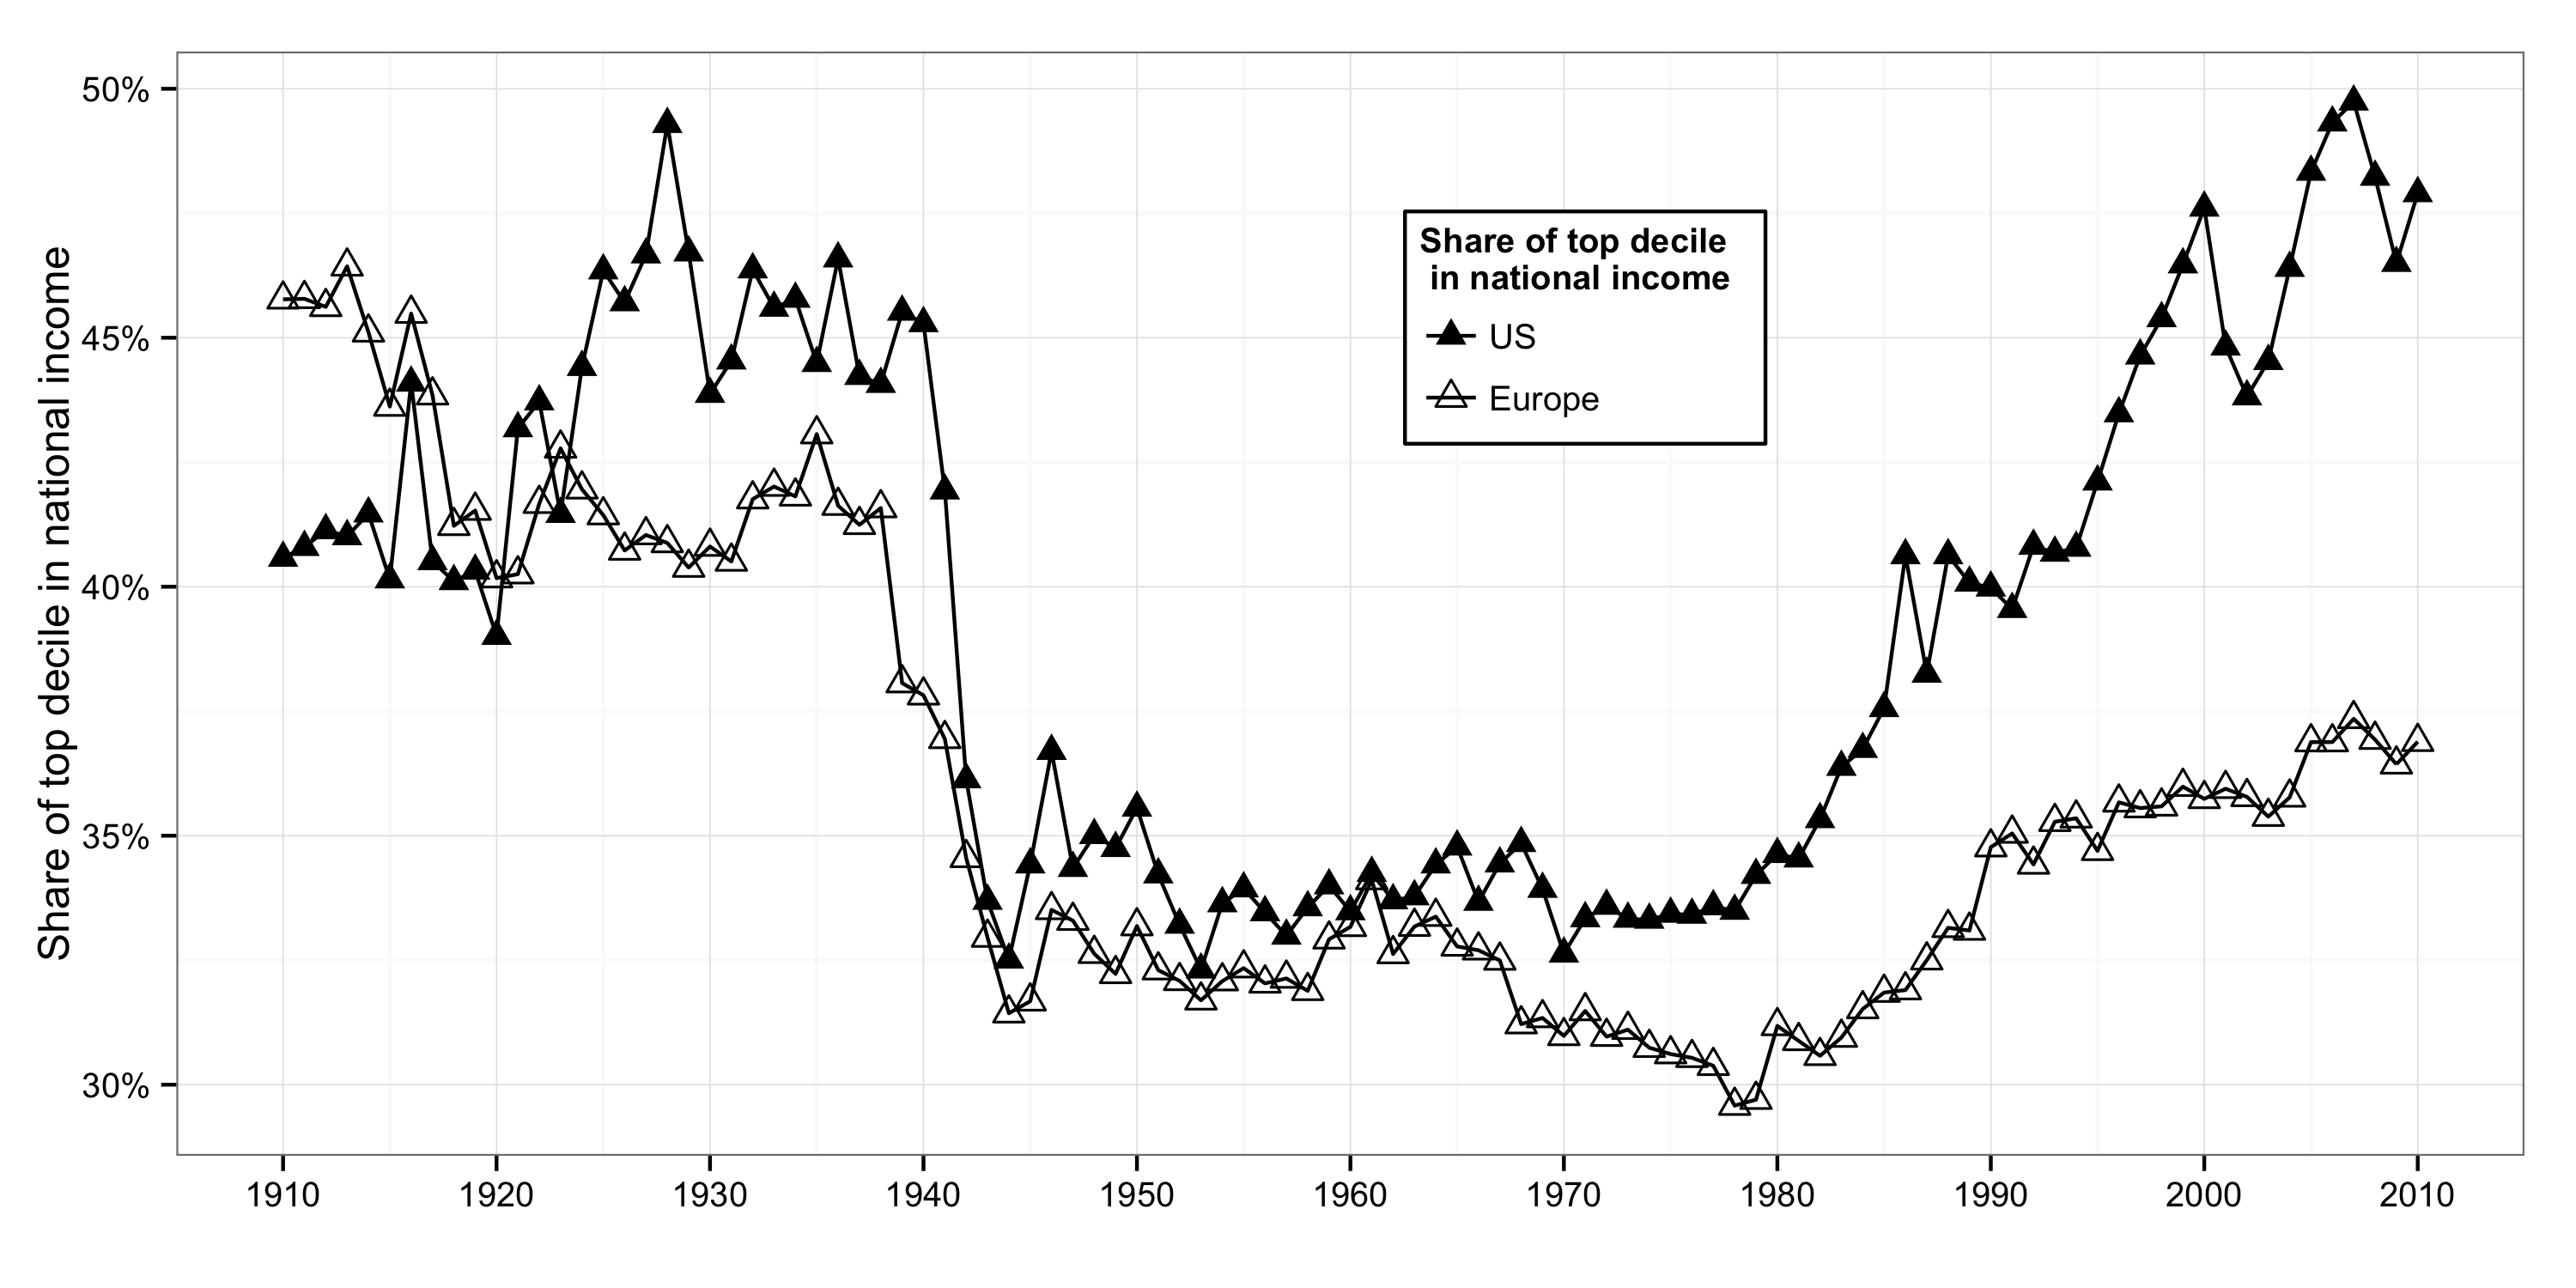 Share of top decile in national income
50%
45%
40%
35%
30%
Share of top decile
in national income
US
Europe
1910 1920 1930 1940 1950 1960 1970 1980 1990 2000 2010